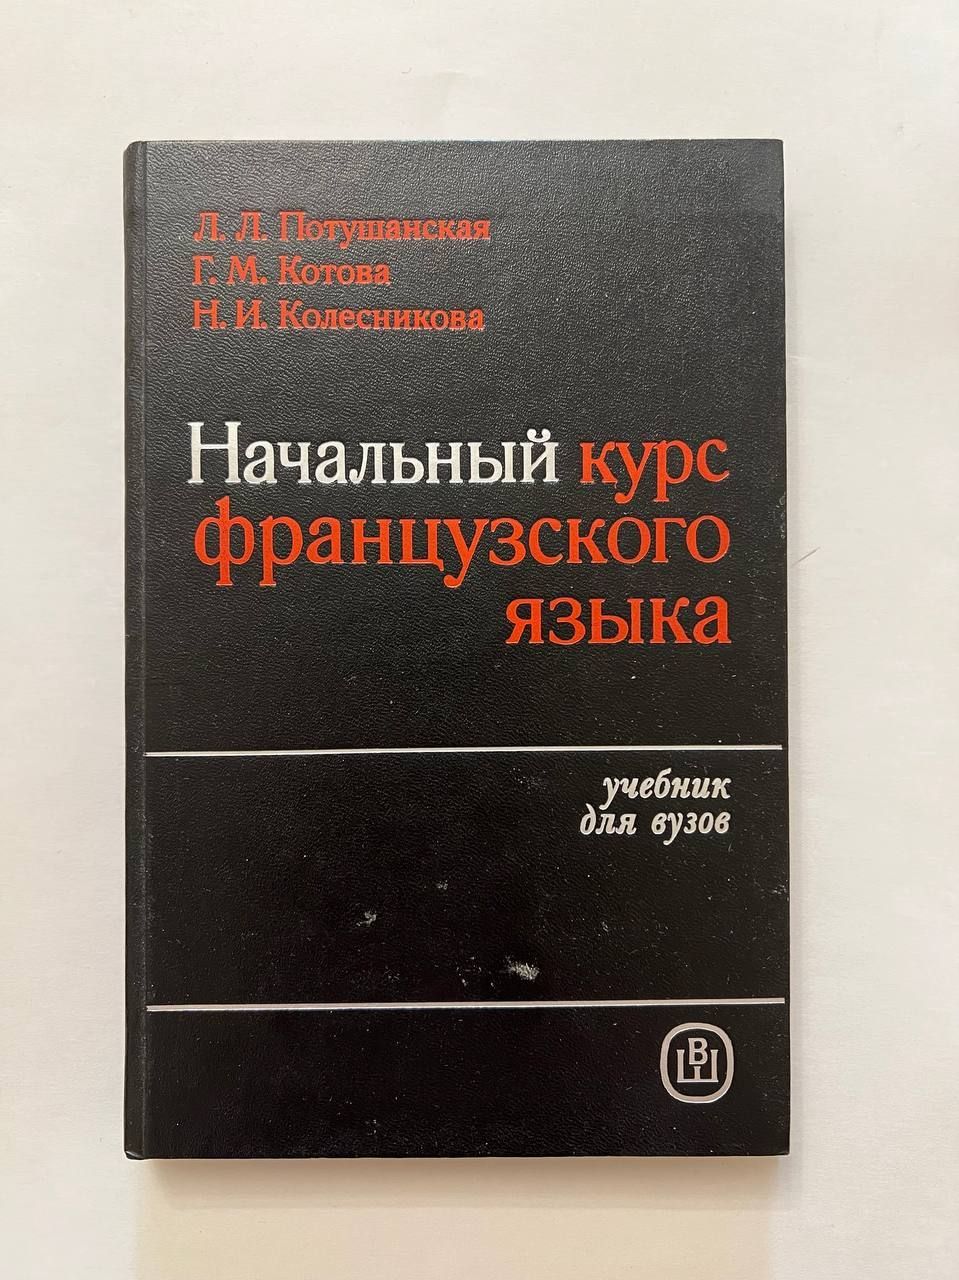 Л. Л. Потушанская
Г. М. Котова
Н. И. Колесникова
Начальный курс
французского
языка
учебник
для вузов
ВШ